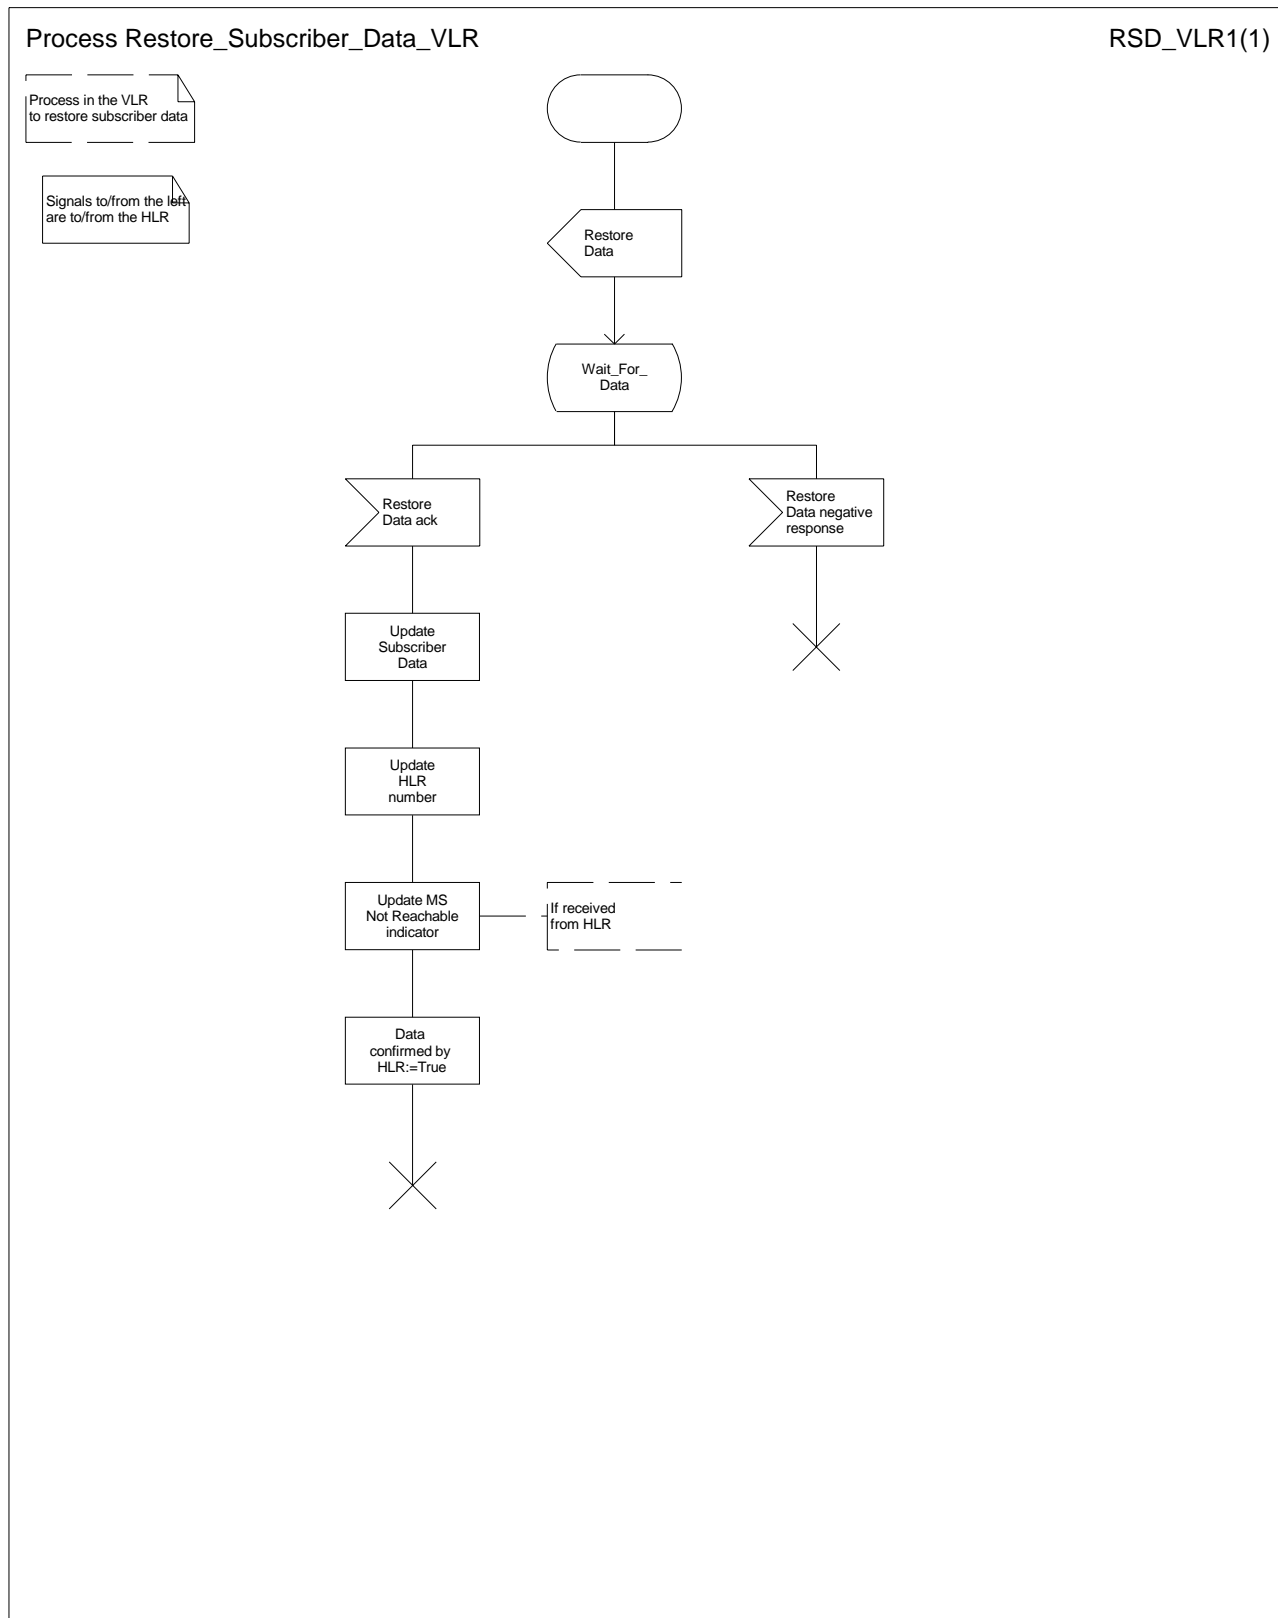 Process Restore_Subscriber_Data_VLR
RSD_VLR1(1)
Process in the VLR
to restore subscriber data
Signals to/from the left
are to/from the HLR
Restore
Data
Wait_For_
Data
Restore
Data ack
Restore
Data negative
response
Update
Subscriber
Data
Update
HLR
number
Update MS
Not Reachable
indicator
If received
from HLR
Data
confirmed by
HLR:=True